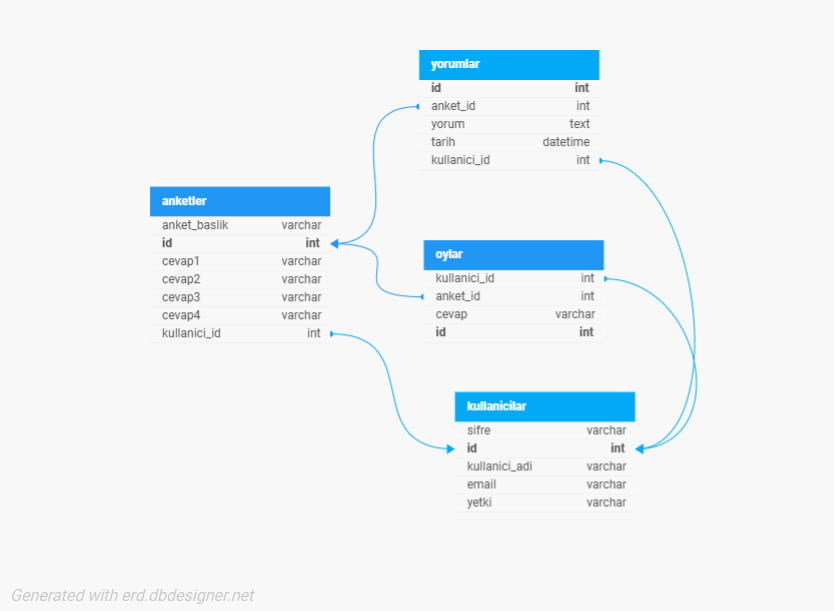 yorumlar
id int
anket_id int
yorum text
tarih datetime
kullanici_id int
anketler
anket_baslik varchar
id int
cevap1 varchar
cevap2 varchar
cevap3 varchar
cevap4 varchar
kullanici_id int
oylar
kullanici_id int
anket_id int
cevap varchar
id int
kullanicilar
sifre varchar
id int
kullanici_adi varchar
email varchar
yetki varchar
Generated with erd.dbdesigner.net